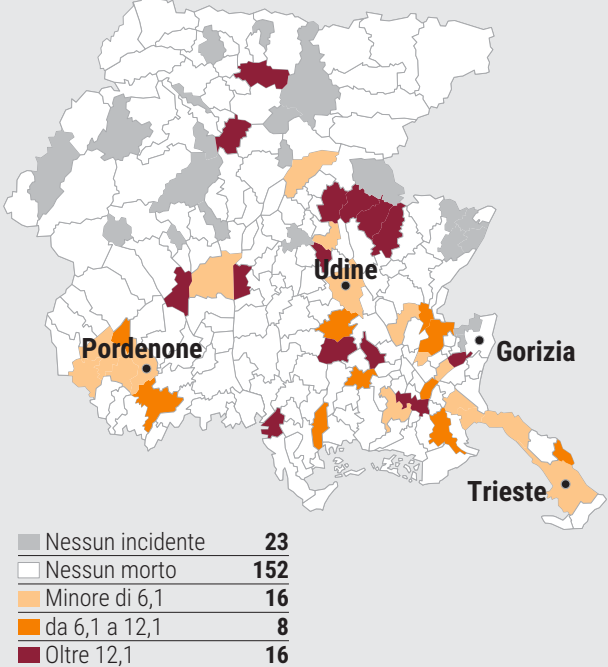 Udine
Pordenone
Gorizia
Trieste
Nessun incidente 23
Nessun morto 152
Minore di 6,1 16
da 6,1 a 12,1 8
Oltre 12,1 16